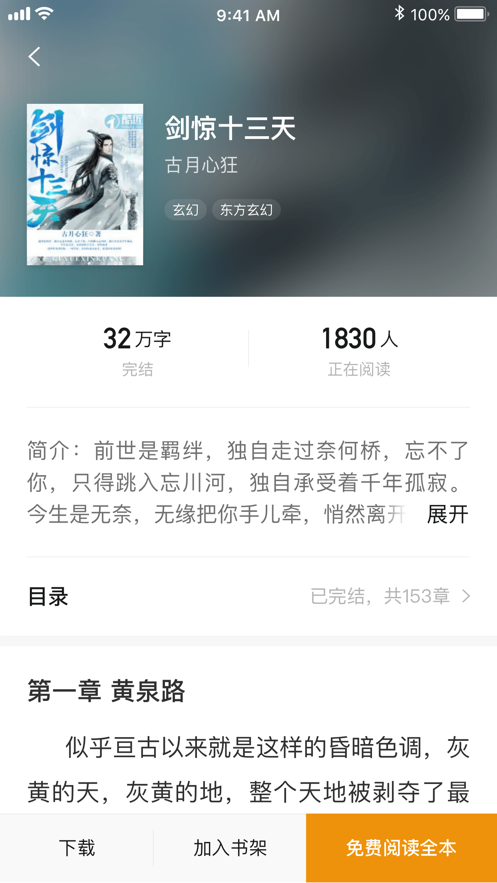 9:41 AM
100%
剑惊十三天
古月心狂
玄幻
东方玄幻
剑惊十三天
古月心狂 著
32万字
完结
1830人
正在阅读
简介：前世是羁绊，独自走过奈何桥，忘不了
你，只得跳入忘川河，独自承受着千年孤寂。
今生是无奈，无缘把你手儿牵，悄然离开 展开
目录
已完结，共153章
第一章 黄泉路
似乎亘古以来就是这样的昏暗色调，灰
黄的天，灰黄的地，整个天地被剥夺了最
下载
加入书架
免费阅读全本